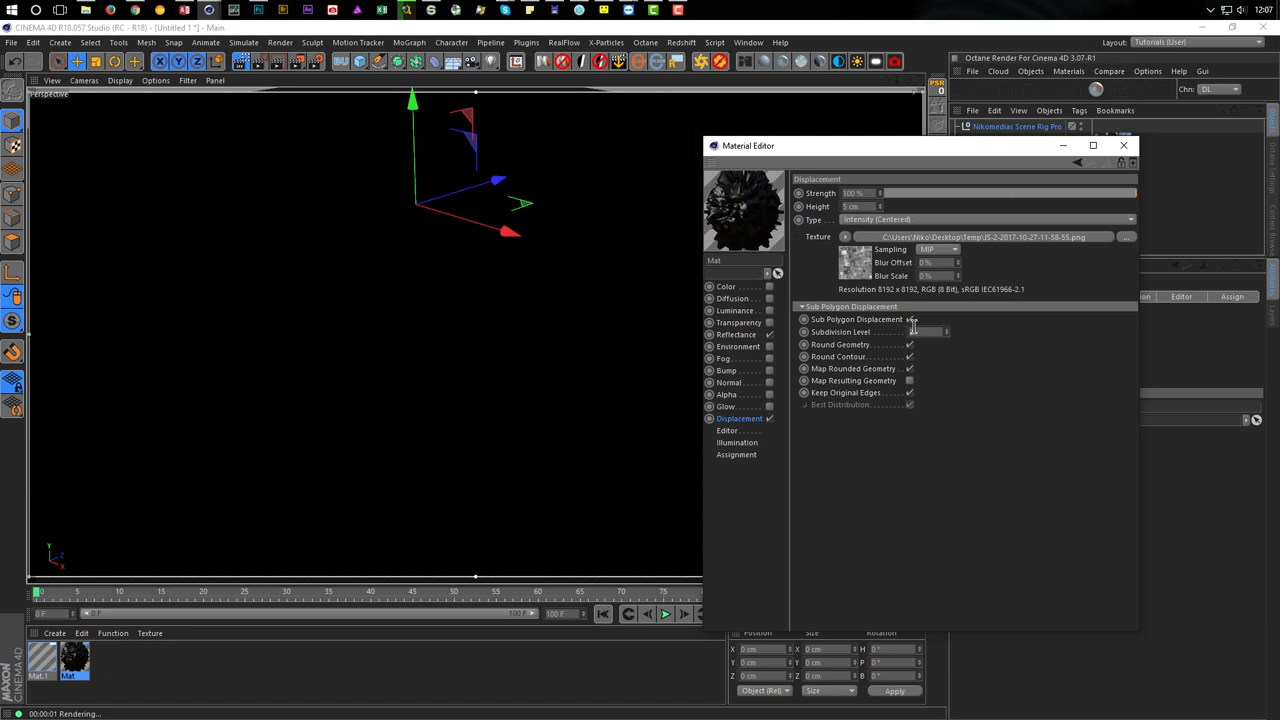 12:07
CINEMA 4D R18.057 Studio (RC - R18) - [Untitled 1 *] - Main
File Edit Create Select Tools Mesh Snap Animate Simulate Render Sculpt Motion Tracker MoGraph Character Pipeline Plugins RealFlow X-Particles Octane Redshift Script Window Help
Layout: Tutorials (User)
Octane Render For Cinema 4D 3.07-R1
File Cloud Objects Materials Compare Options Help Gui
Chn: DL
View Cameras Display Options Filter Panel
PSR
0
Perspective
File Edit View Objects Tags Bookmarks
Nikomedias Scene Rig Pro
Material Editor
Displacement
Strength 100 %
Height 5 cm
Type Intensity (Centered)
Texture C:\Users\Niko\Desktop\Temp\JS-2-2017-10-27-11-58-55.png ...
Sampling MIP
Blur Offset 0 %
Blur Scale 0 %
Resolution 8192 x 8192, RGB (8 Bit), sRGB IEC61966-2.1
Sub Polygon Displacement
Sub Polygon Displacement
Subdivision Level
Round Geometry
Round Contour
Map Rounded Geometry
Map Resulting Geometry
Keep Original Edges
Best Distribution
Mat
Color
Diffusion
Luminance
Transparency
Reflectance
Environment
Fog
Bump
Normal
Alpha
Glow
Displacement
Editor
Illumination
Assignment
Editor Assign
Y
Z
X
0 5 10 15 20 25 30 35 40 45 50 55 60 65 70 75
0 F 0 F 100 F 100 F
Create Edit Function Texture
Mat.1 Mat
Position Size Rotation
X 0 cm X 0 cm H 0 °
Y 0 cm Y 0 cm P 0 °
Z 0 cm Z 0 cm B 0 °
Object (Rel) Size Apply
MAXON CINEMA 4D
00:00:01 Rendering...